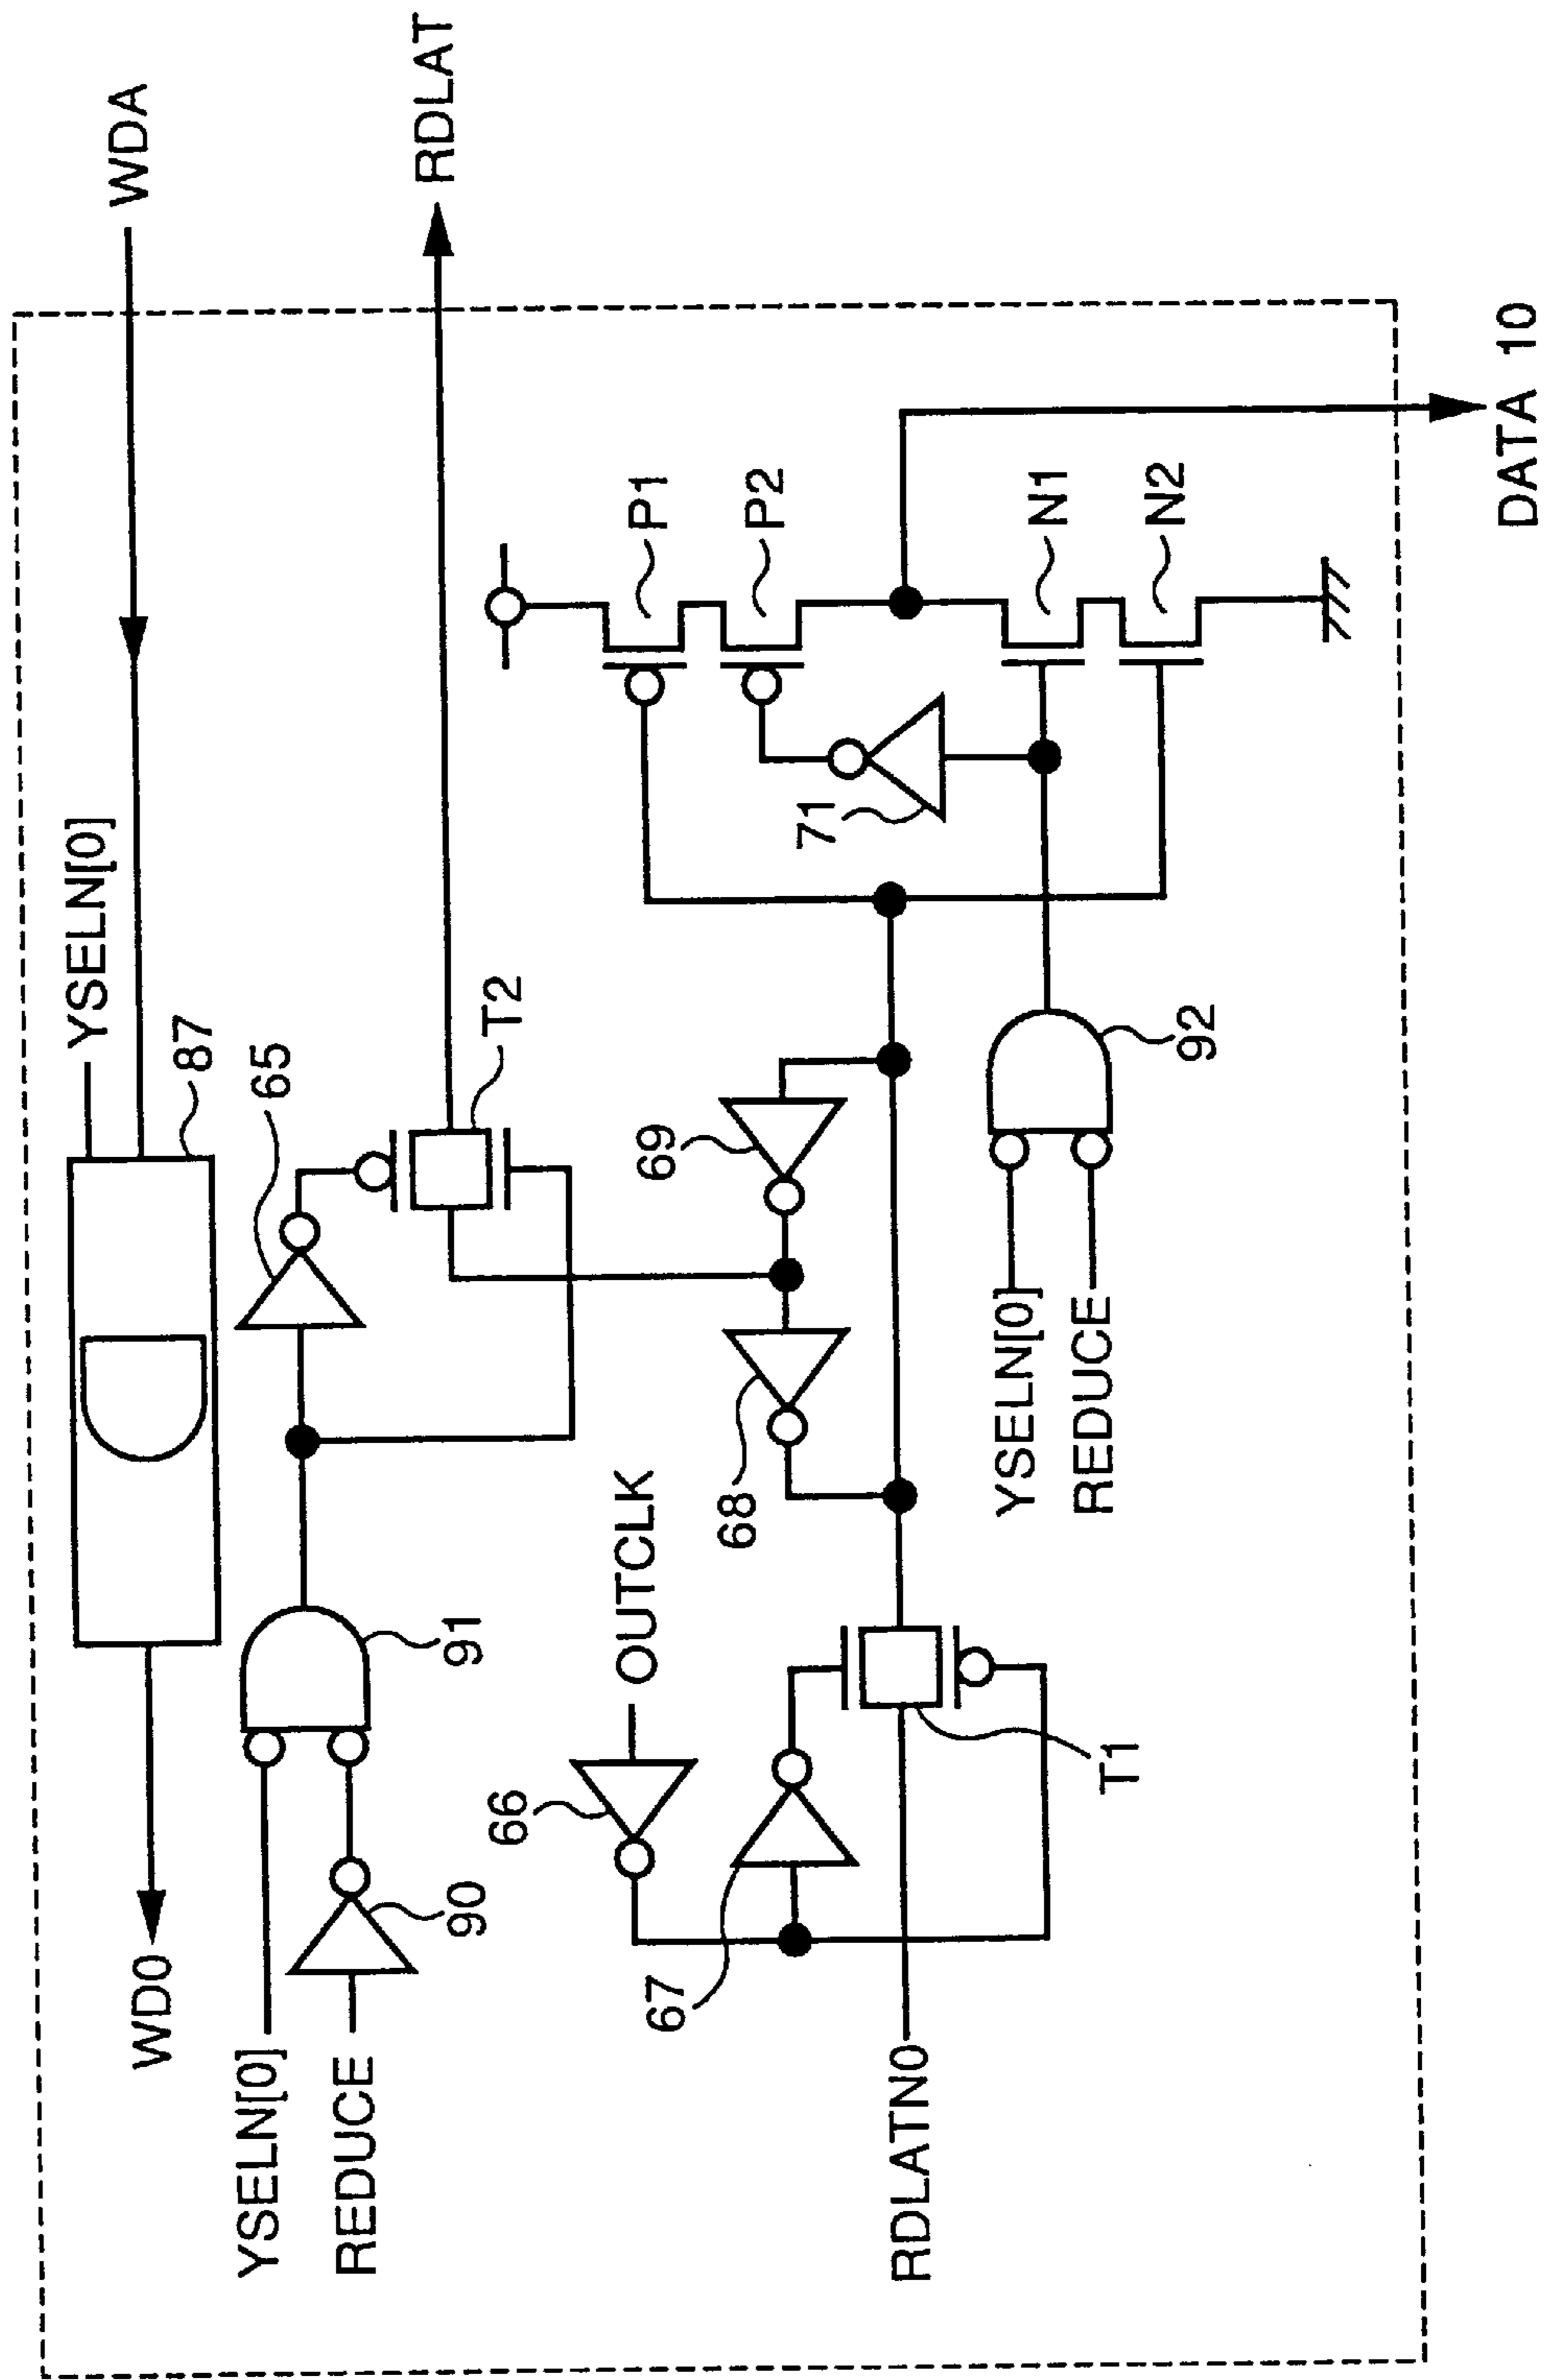 WDA
RDLAT
YSELN[0]
87
65
T2
WD0
YSELN[0]
REDUCE
90
91
OUTCLK
66
67
T1
68
69
RDLATN0
P1
P2
71
N1
N2
YSELN[0]
REDUCE
92
DATA 10